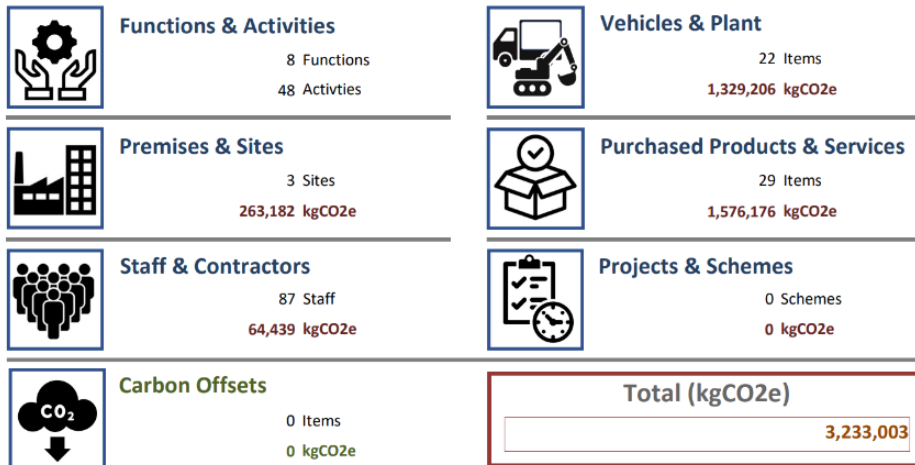 Functions & Activities
8 Functions
48 Activties
Vehicles & Plant
22 Items
1,329,206 kgCO2e
Premises & Sites
3 Sites
263,182 kgCO2e
Purchased Products & Services
29 Items
1,576,176 kgCO2e
Staff & Contractors
87 Staff
64,439 kgCO2e
Projects & Schemes
0 Schemes
0 kgCO2e
CO₂
Carbon Offsets
0 Items
0 kgCO2e
Total (kgCO2e)
3,233,003